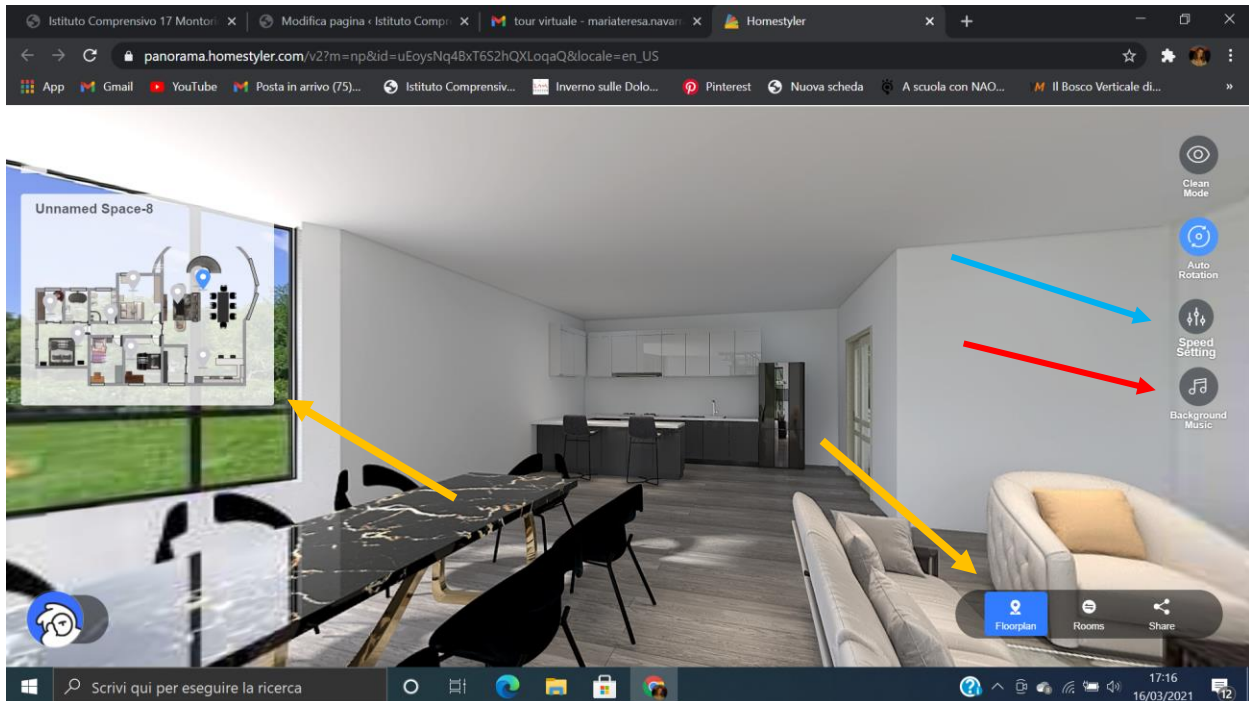 Istituto Comprensivo 17 Montori
Modifica pagina ‹ Istituto Compr
tour virtuale - mariateresa.navarr
Homestyler
panorama.homestyler.com/v2?m=np&id=uEoysNq4BxT6S2hQXLoqaQ&locale=en_US
App
Gmail
YouTube
Posta in arrivo (75)...
Istituto Comprensiv...
Inverno sulle Dolo...
Pinterest
Nuova scheda
A scuola con NAO...
Il Bosco Verticale di...
»
Unnamed Space-8
Clean
Mode
Auto
Rotation
Speed
Setting
Background
Music
Floorplan
Rooms
Share
Scrivi qui per eseguire la ricerca
17:16
16/03/2021
12